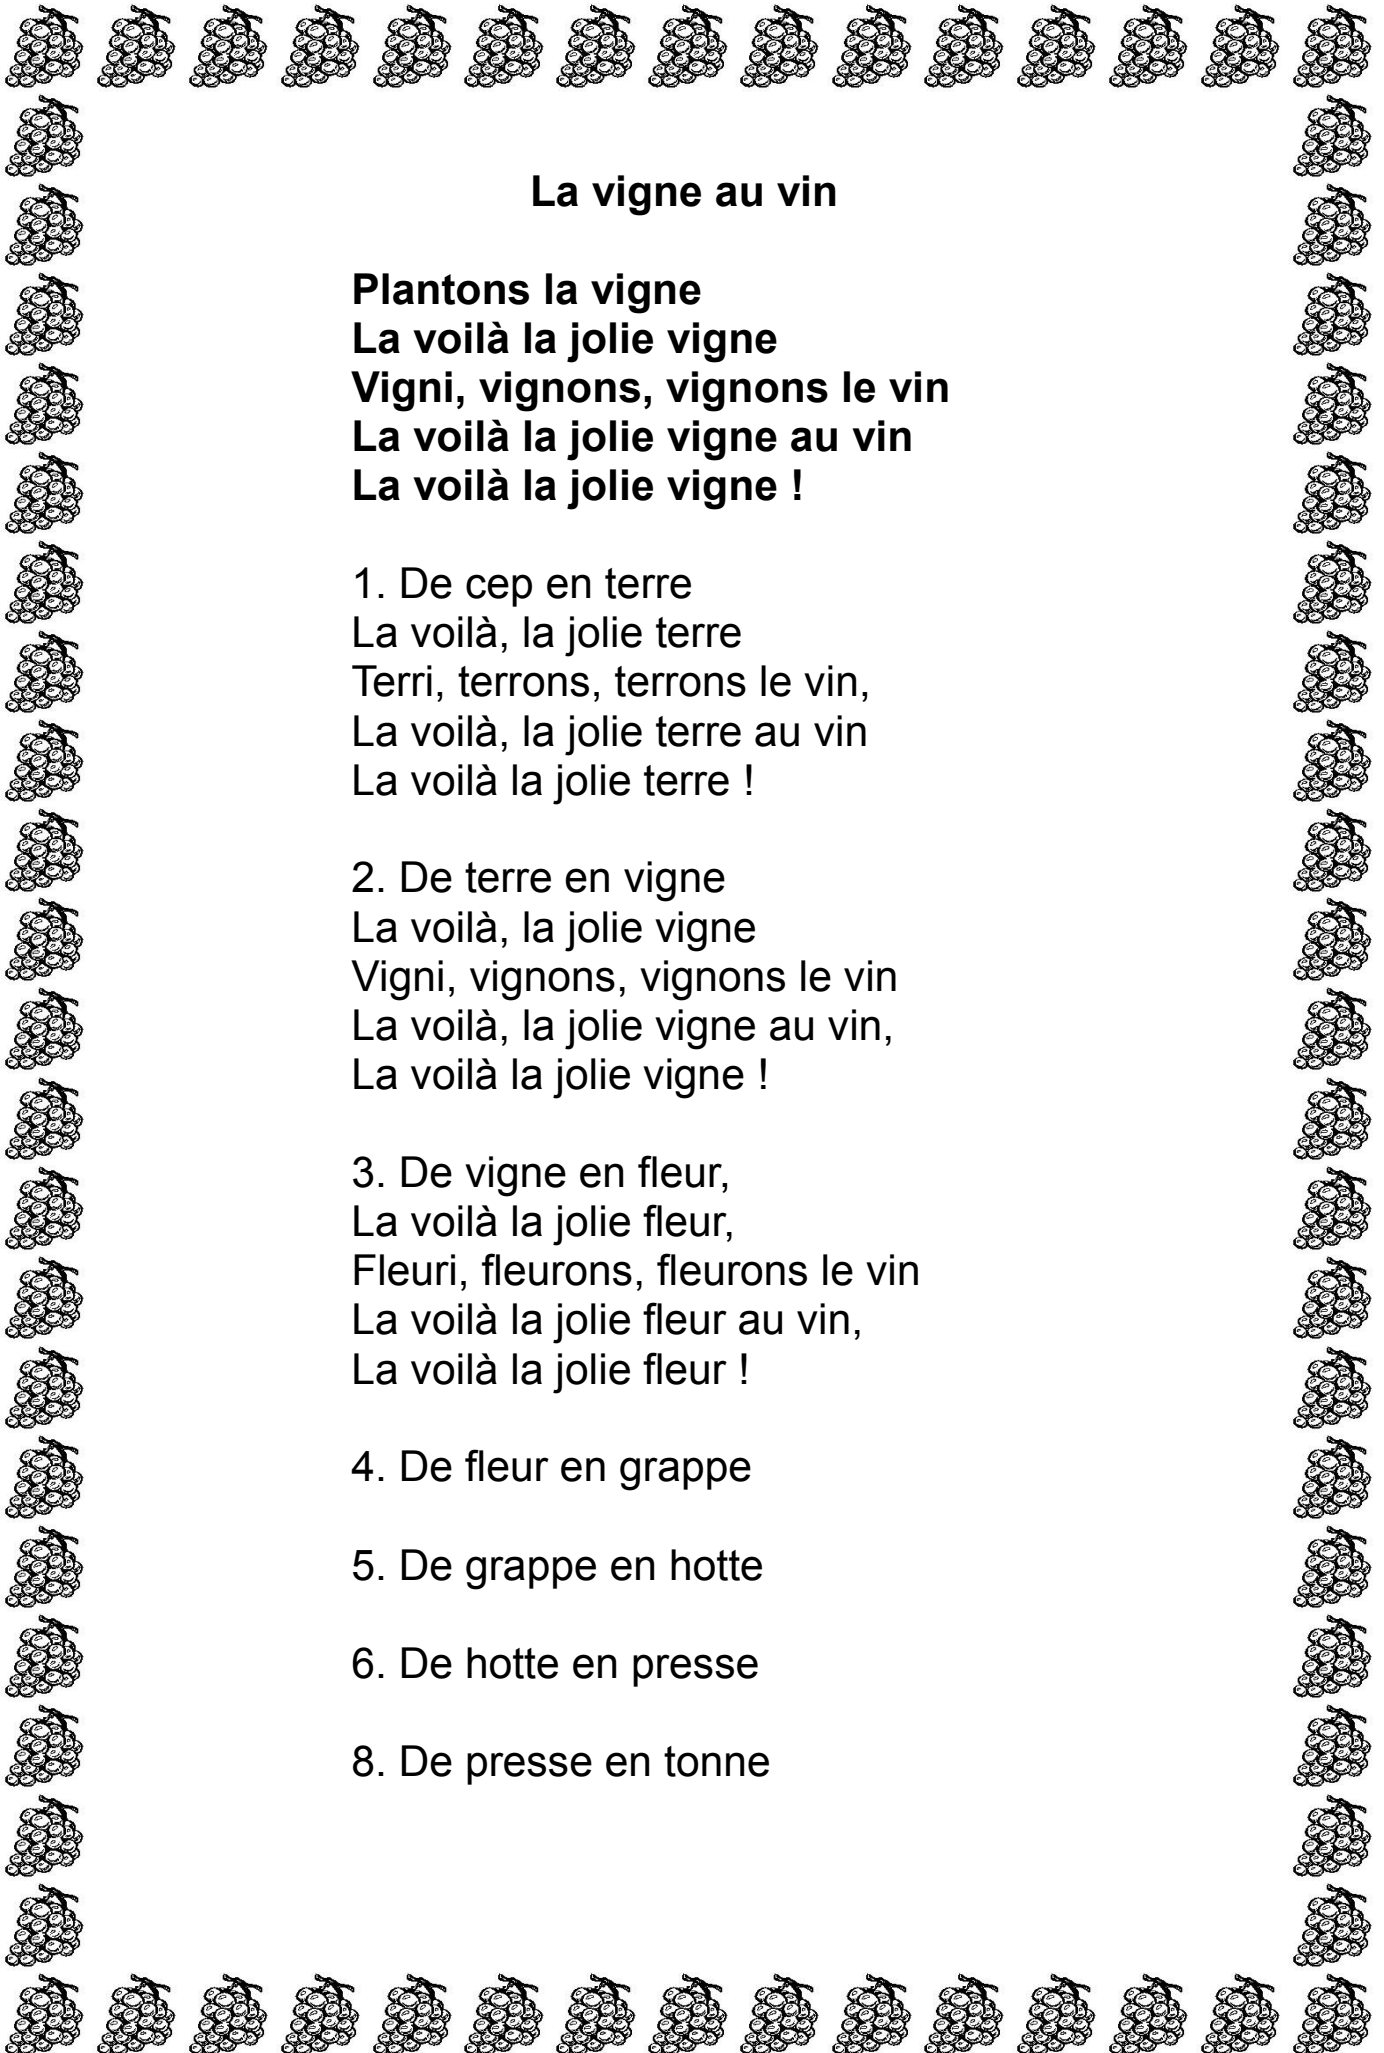 La vigne au vin
Plantons la vigne
La voilà la jolie vigne
Vigni, vignons, vignons le vin
La voilà la jolie vigne au vin
La voilà la jolie vigne !
1. De cep en terre
La voilà, la jolie terre
Terri, terrons, terrons le vin,
La voilà, la jolie terre au vin
La voilà la jolie terre !
2. De terre en vigne
La voilà, la jolie vigne
Vigni, vignons, vignons le vin
La voilà, la jolie vigne au vin,
La voilà la jolie vigne !
3. De vigne en fleur,
La voilà la jolie fleur,
Fleuri, fleurons, fleurons le vin
La voilà la jolie fleur au vin,
La voilà la jolie fleur !
4. De fleur en grappe
5. De grappe en hotte
6. De hotte en presse
8. De presse en tonne